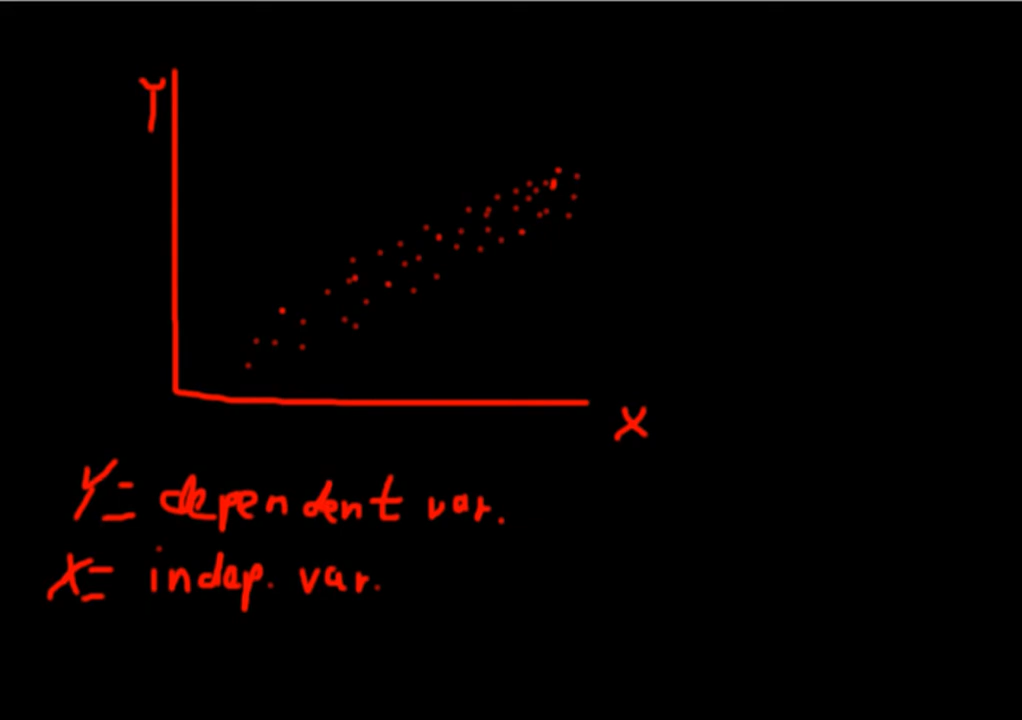 Y
X
Y= dependent var.
X= indep. var.